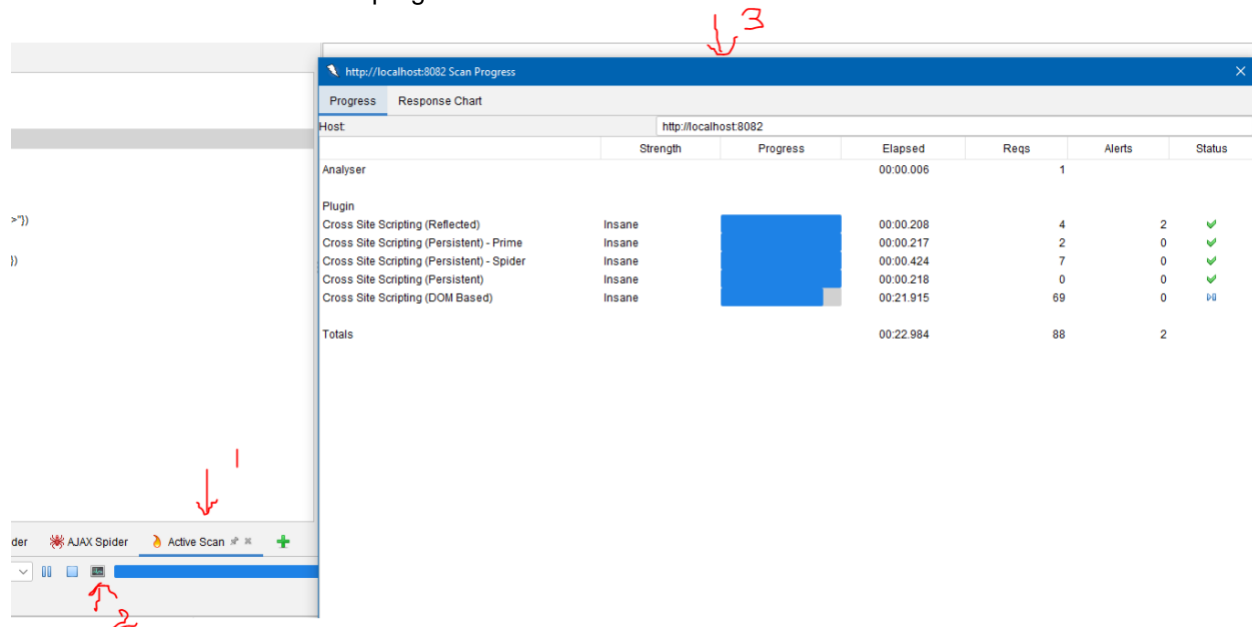 3
http://localhost:8082 Scan Progress
Progress Response Chart
Host: http://localhost:8082
Strength Progress Elapsed Reqs Alerts Status
Analyser 00:00.006 1
Plugin
>"})
Cross Site Scripting (Reflected) Insane 00:00.208 4 2
Cross Site Scripting (Persistent) - Prime Insane 00:00.217 2 0
}) Cross Site Scripting (Persistent) - Spider Insane 00:00.424 7 0
Cross Site Scripting (Persistent) Insane 00:00.218 0 0
Cross Site Scripting (DOM Based) Insane 00:21.915 69 0
Totals 00:22.984 88 2
1
der AJAX Spider Active Scan
2